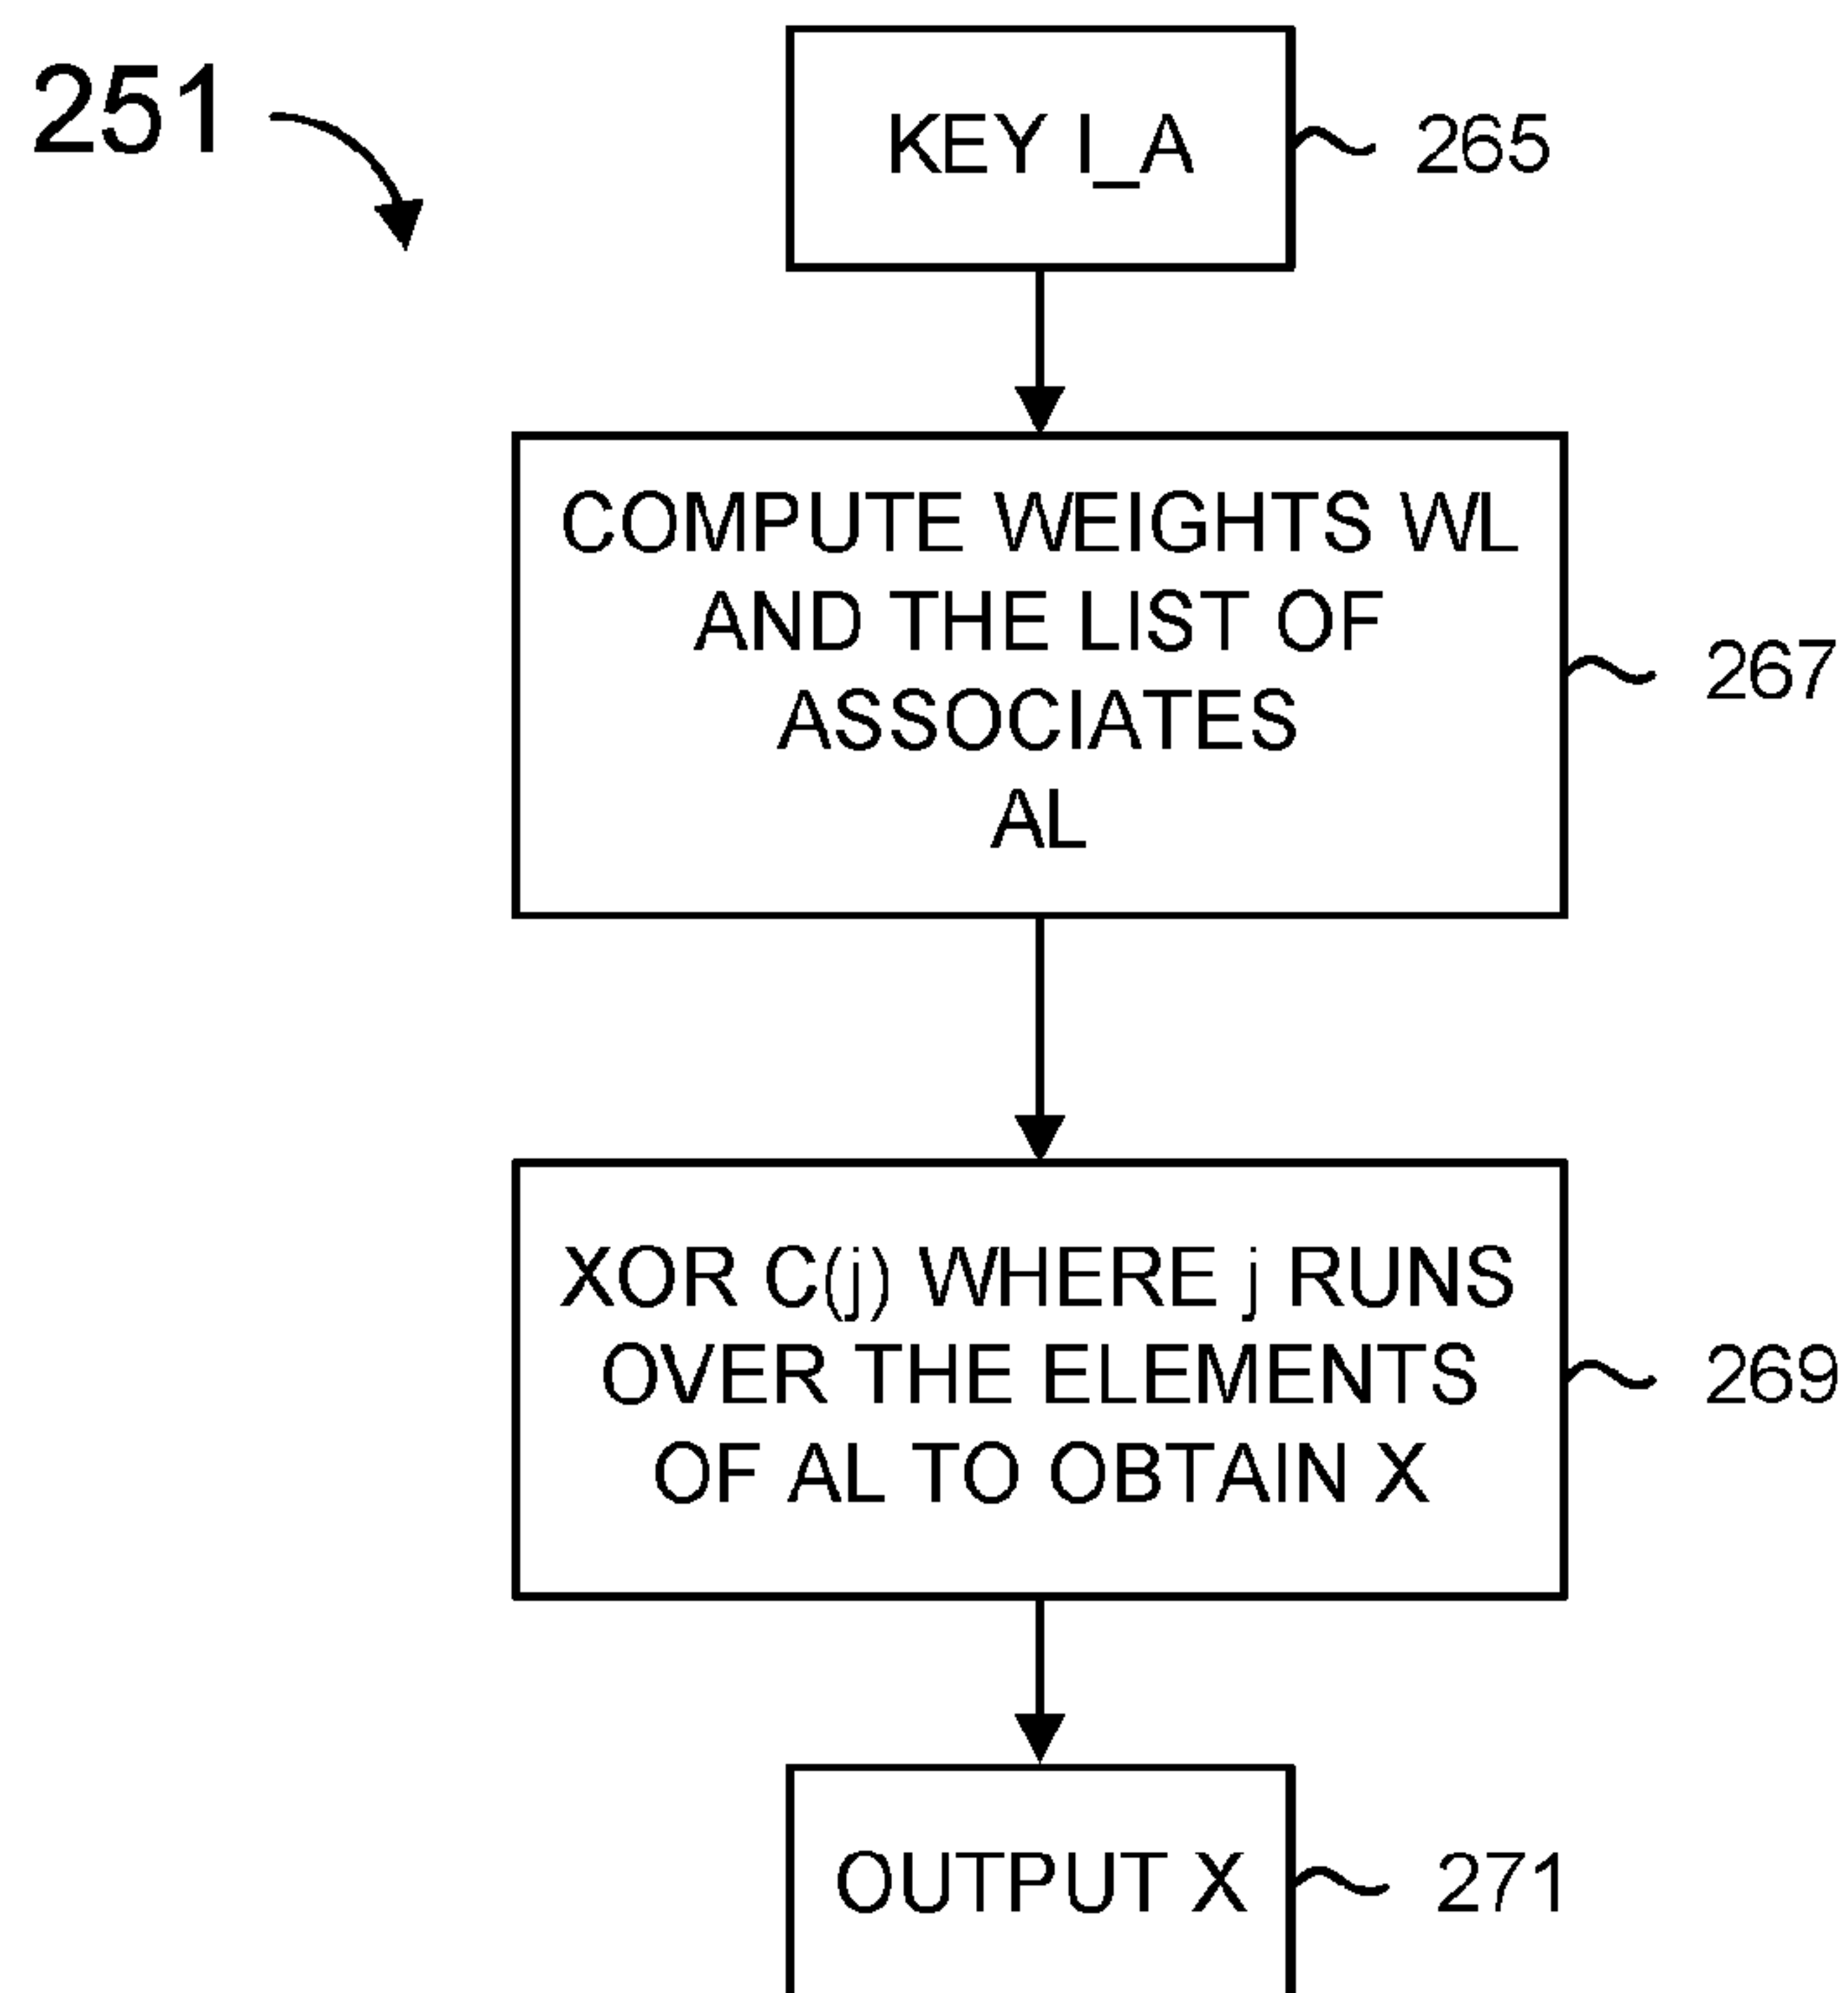 251
KEY I_A
265
COMPUTE WEIGHTS WL
AND THE LIST OF
ASSOCIATES
AL
267
XOR C(j) WHERE j RUNS
OVER THE ELEMENTS
OF AL TO OBTAIN X
269
OUTPUT X
271